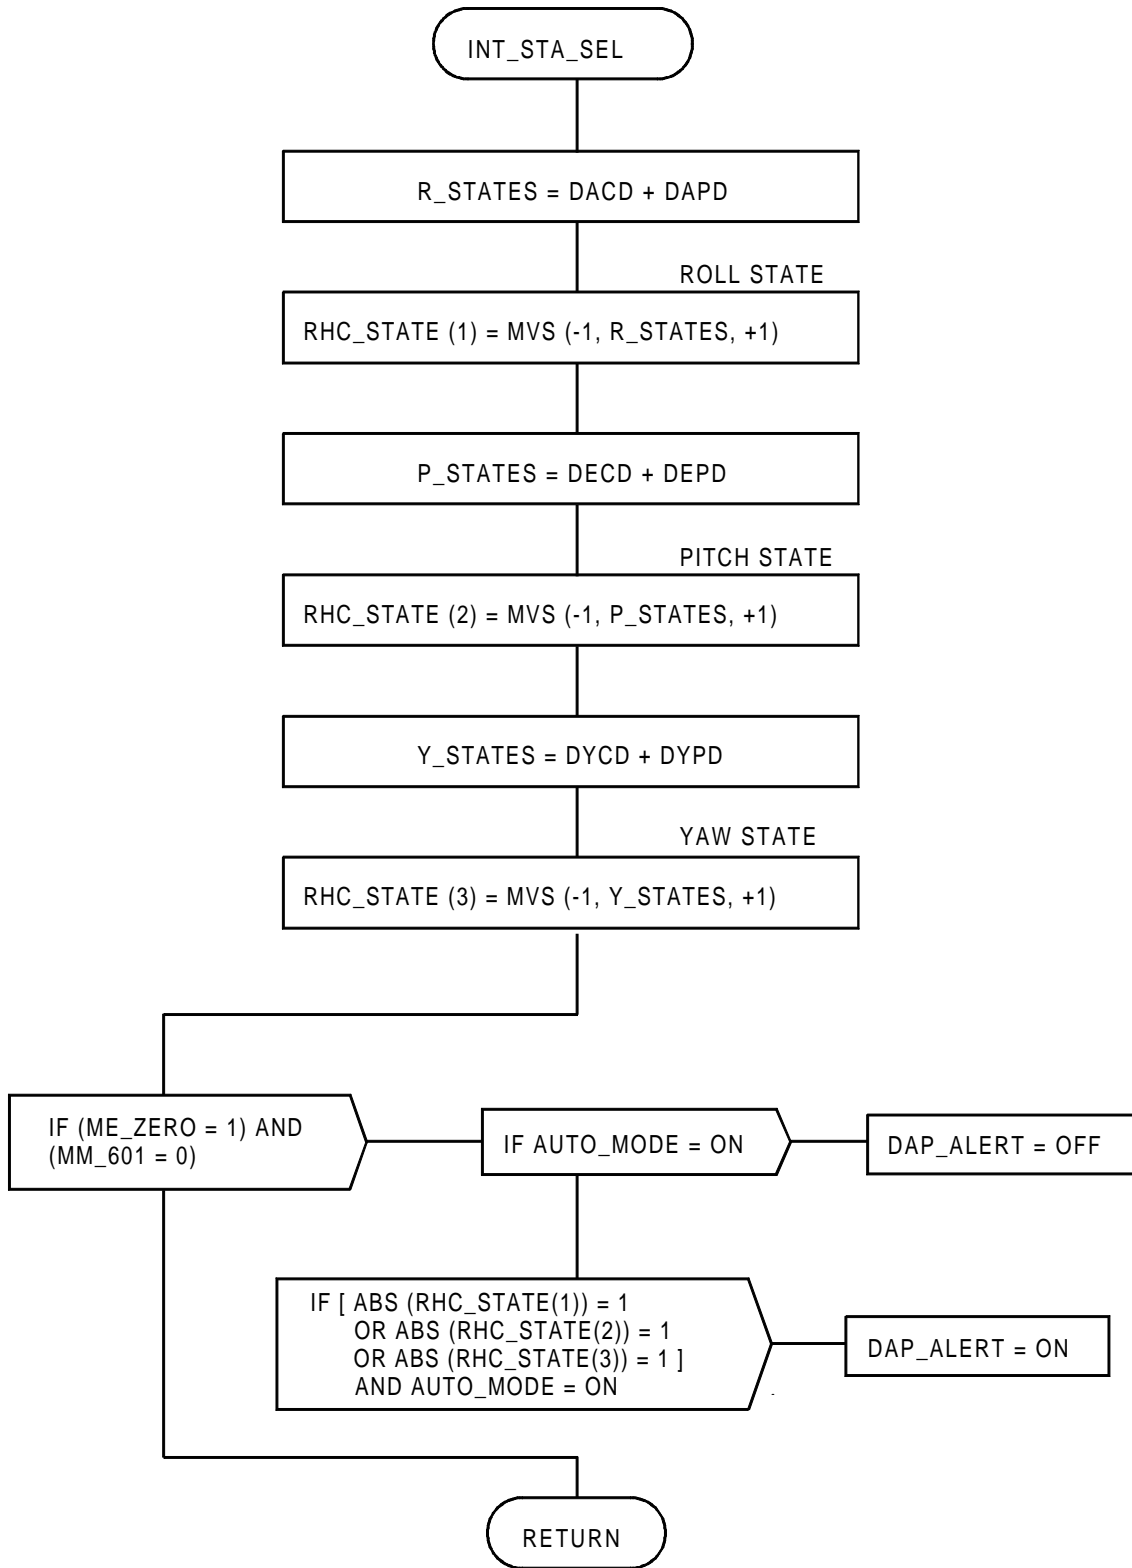 INT_STA_SEL
R_STATES = DACD + DAPD
ROLL STATE
RHC_STATE (1) = MVS (-1, R_STATES, +1)
P_STATES = DECD + DEPD
PITCH STATE
RHC_STATE (2) = MVS (-1, P_STATES, +1)
Y_STATES = DYCD + DYPD
YAW STATE
RHC_STATE (3) = MVS (-1, Y_STATES, +1)
IF (ME_ZERO = 1) AND
(MM_601 = 0)
IF AUTO_MODE = ON
DAP_ALERT = OFF
IF [ ABS (RHC_STATE(1)) = 1
OR ABS (RHC_STATE(2)) = 1
OR ABS (RHC_STATE(3)) = 1 ]
AND AUTO_MODE = ON
DAP_ALERT = ON
RETURN